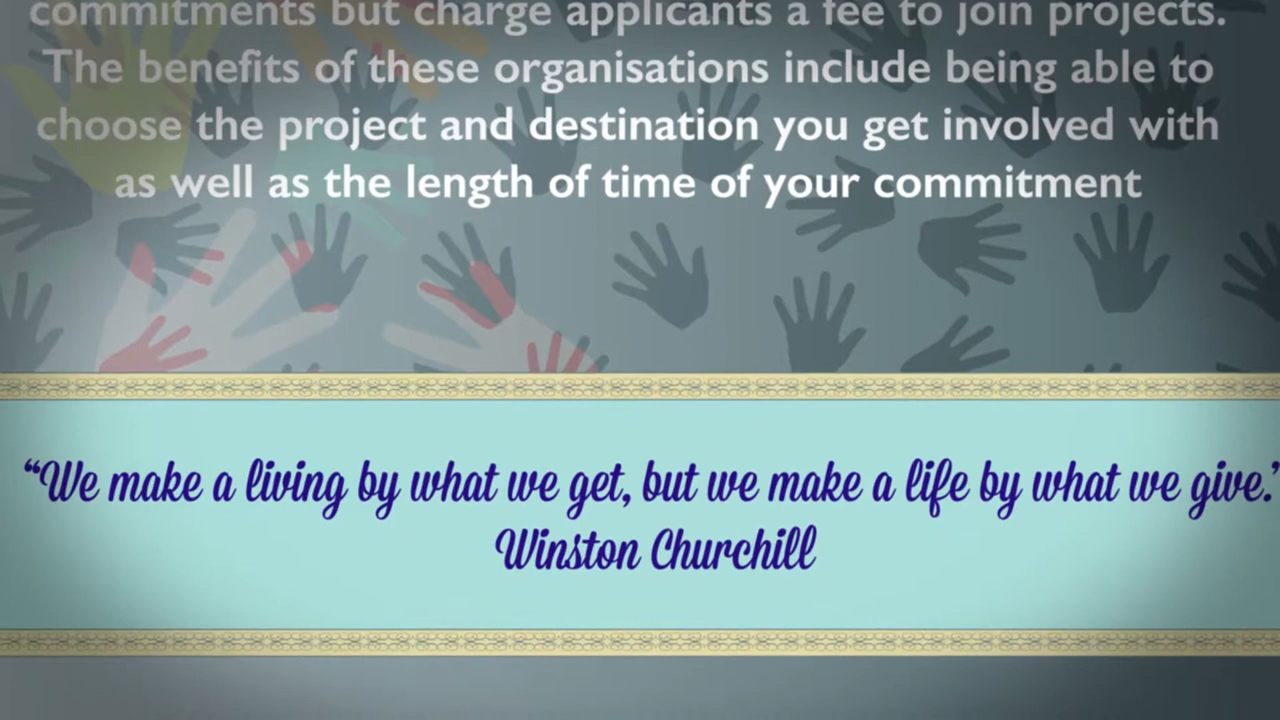 commitments but charge applicants a fee to join projects.
The benefits of these organisations include being able to
choose the project and destination you get involved with
as well as the length of time of your commitment
“We make a living by what we get, but we make a life by what we give.”
Winston Churchill